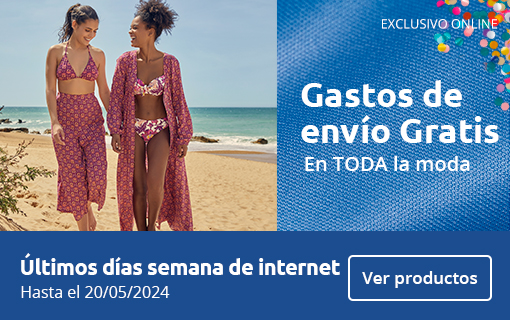 EXCLUSIVO ONLINE
Gastos de
envío Gratis
En TODA la moda
Últimos días semana de internet
Hasta el 20/05/2024
Ver productos